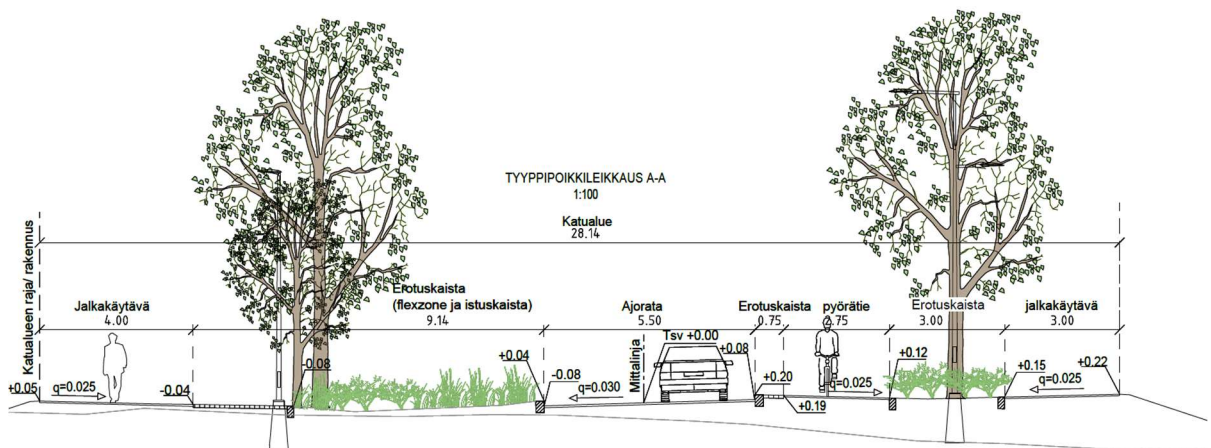 TYYPPIPOIKKILEIKKAUS A-A
1:100
Katualue
28.14
Katualueen raja/ rakennus
Jalkakäytävä
4.00
Erotuskaista
(flexzone ja istuskaista)
9.14
Ajorata
5.50
Erotuskaista
0.75
pyörätie
2.75
Erotuskaista
3.00
jalkakäytävä
3.00
Mittalinja
Tsv +0.00
+0.05
q=0.025
-0.04
-0.08
+0.04
-0.08
q=0.030
+0.08
+0.20
+0.19
q=0.025
+0.12
+0.15
q=0.025
+0.22